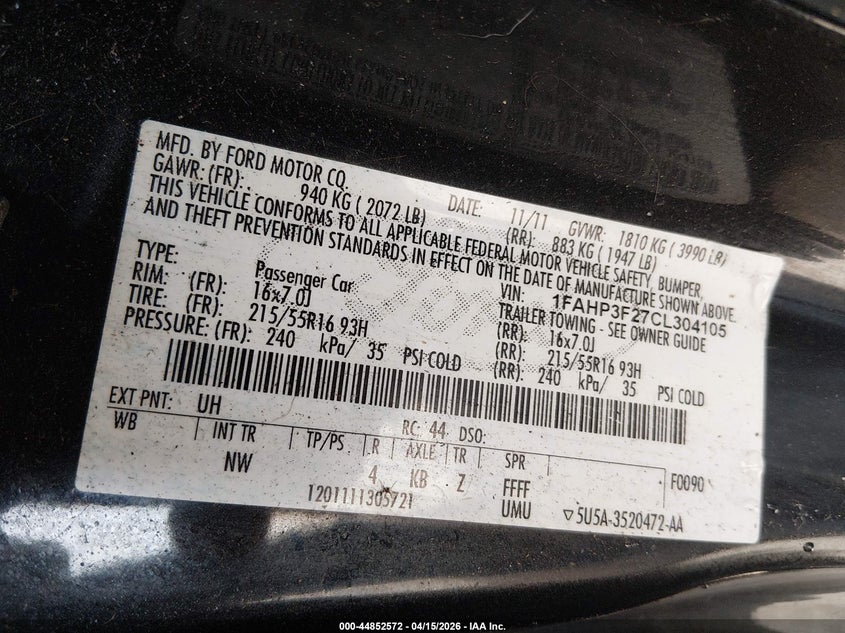 MFD. BY FORD MOTOR CO.
DATE: 11/11 GVWR: 1810 KG ( 3990 LB)
GAWR: (FR): 940 KG ( 2072 LB) (RR): 883 KG ( 1947 LB)
THIS VEHICLE CONFORMS TO ALL APPLICABLE FEDERAL MOTOR VEHICLE SAFETY, BUMPER,
AND THEFT PREVENTION STANDARDS IN EFFECT ON THE DATE OF MANUFACTURE SHOWN ABOVE.
VIN: 1FAHP3F27CL304105
TYPE: Passenger Car TRAILER TOWING - SEE OWNER GUIDE
RIM: (FR): 16x7.0J (RR): 16x7.0J
TIRE: (FR): 215/55R16 93H (RR): 215/55R16 93H
PRESSURE: (FR): 240 kPa/ 35 PSI COLD (RR): 240 kPa/ 35 PSI COLD
EXT PNT: UH RC: 44 DSO:
WB INT TR TP/PS R AXLE TR SPR F0090
NW 4 KB Z FFFF
1201111305721 UMU ▽5U5A-3520472-AA
000-44852572 - 04/15/2026 - IAA Inc.